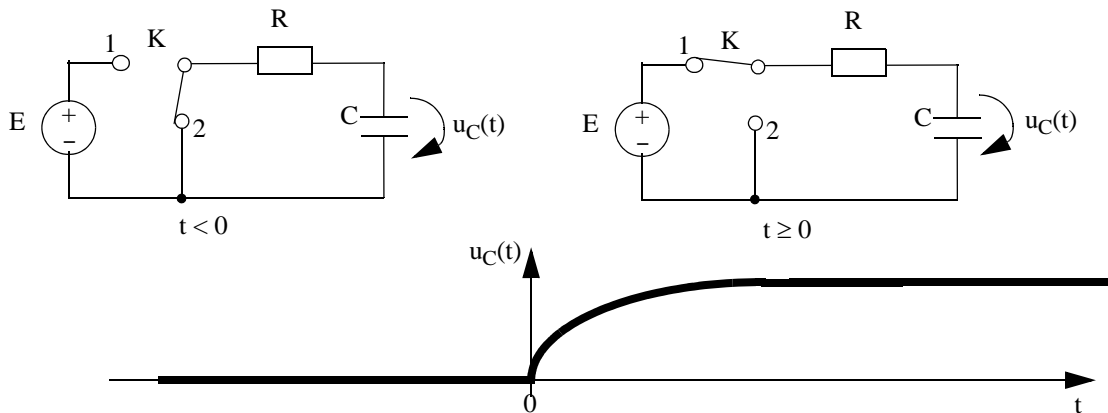 R
1
K
E
+
−
2
C
u_C(t)
t < 0
R
1
K
E
+
−
2
C
u_C(t)
t ≥ 0
u_C(t)
0
t